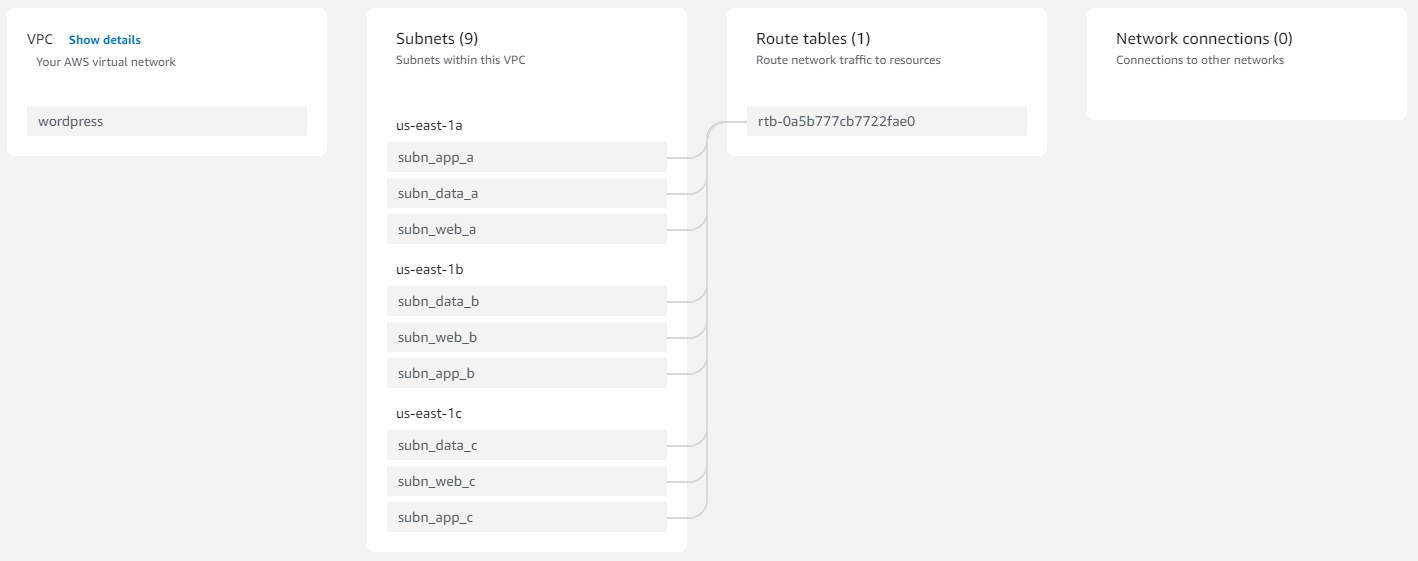 VPC Show details
Your AWS virtual network
wordpress
Subnets (9)
Subnets within this VPC
us-east-1a
subn_app_a
subn_data_a
subn_web_a
us-east-1b
subn_data_b
subn_web_b
subn_app_b
us-east-1c
subn_data_c
subn_web_c
subn_app_c
Route tables (1)
Route network traffic to resources
rtb-0a5b777cb7722fae0
Network connections (0)
Connections to other networks